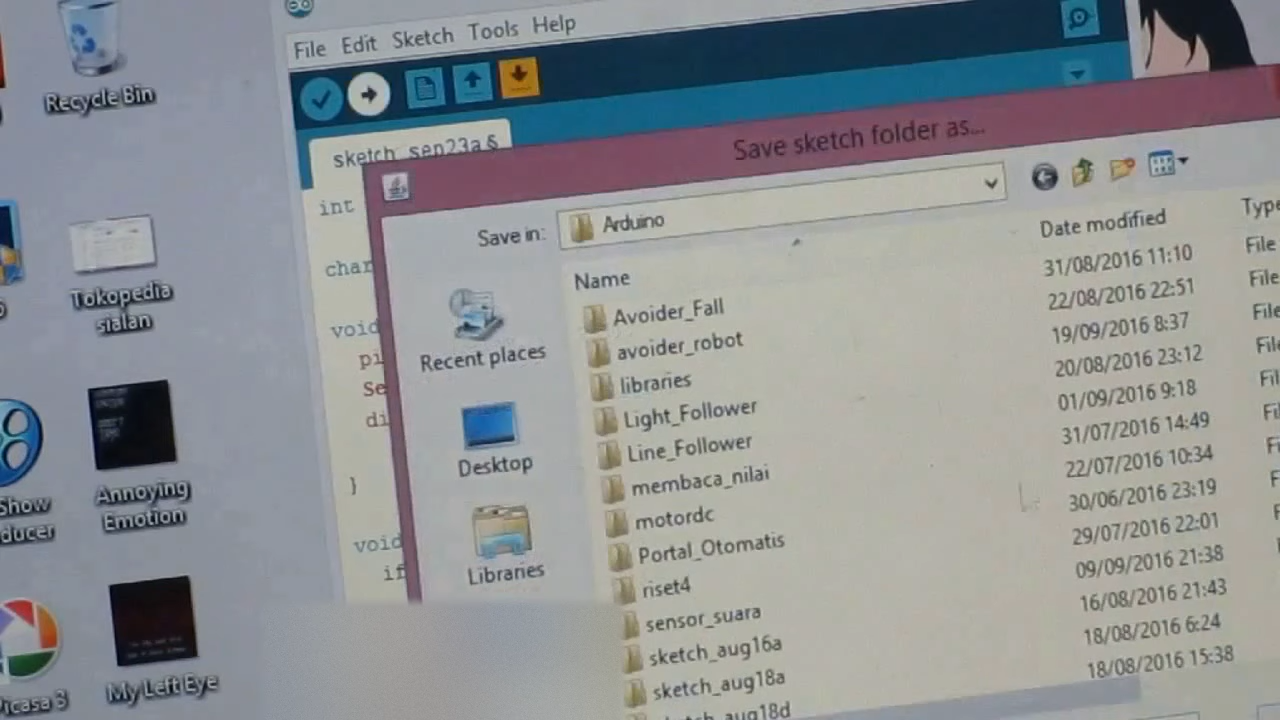 Recycle Bin
Tokopedia
sialan
Show
ducer
Annoying
Emotion
Picasa 3
My Left Eye
File Edit Sketch Tools Help
sketch_sep23a §
int
char
void
pi
Se
di
}
void
if
Save sketch folder as...
Save in: Arduino
Recent places
Desktop
Libraries
Name Date modified Type
Avoider_Fall 31/08/2016 11:10 File
avoider_robot 22/08/2016 22:51 File
libraries 19/09/2016 8:37 File
Light_Follower 20/08/2016 23:12 File
Line_Follower 01/09/2016 9:18 Fil
membaca_nilai 31/07/2016 14:49 Fi
motordc 22/07/2016 10:34 Fi
Portal_Otomatis 30/06/2016 23:19 F
riset4 29/07/2016 22:01 F
sensor_suara 09/09/2016 21:38
sketch_aug16a 16/08/2016 21:43
sketch_aug18a 18/08/2016 6:24
sketch_aug18d 18/08/2016 15:38